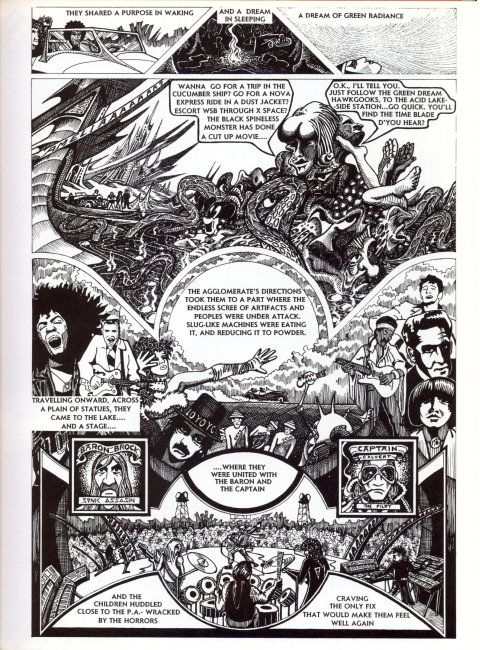 THEY SHARED A PURPOSE IN WAKING
AND A DREAM
IN SLEEPING
A DREAM OF GREEN RADIANCE
WANNA GO FOR A TRIP IN THE
CUCUMBER SHIP? GO FOR A NOVA
EXPRESS RIDE IN A DUST JACKET?
ESCORT WSB THROUGH X SPACE?
THE BLACK SPINELESS
MONSTER HAS DONE
A CUT UP MOVIE....
O.K., I'LL TELL YOU.
JUST FOLLOW THE GREEN DREAM
HAWKGOOKS, TO THE ACID LAKE-
SIDE STATION...GO QUICK. YOU'LL
FIND THE TIME BLADE
D'YOU HEAR?
THE AGGLOMERATE'S DIRECTIONS
TOOK THEM TO A PART WHERE THE
ENDLESS SCREE OF ARTIFACTS AND
PEOPLES WERE UNDER ATTACK.
SLUG-LIKE MACHINES WERE EATING
IT, AND REDUCING IT TO POWDER.
TRAVELLING ONWARD, ACROSS
A PLAIN OF STATUES, THEY
CAME TO THE LAKE....
AND A STAGE....
BARON BROCK
SONIC ASSASIN
....WHERE THEY
WERE UNITED WITH
THE BARON AND
THE CAPTAIN
CAPTAIN
CALVERT
THE PILOT
AND THE
CHILDREN HUDDLED
CLOSE TO THE P.A.- WRACKED
BY THE HORRORS
CRAVING
THE ONLY FIX
THAT WOULD MAKE THEM FEEL
WELL AGAIN